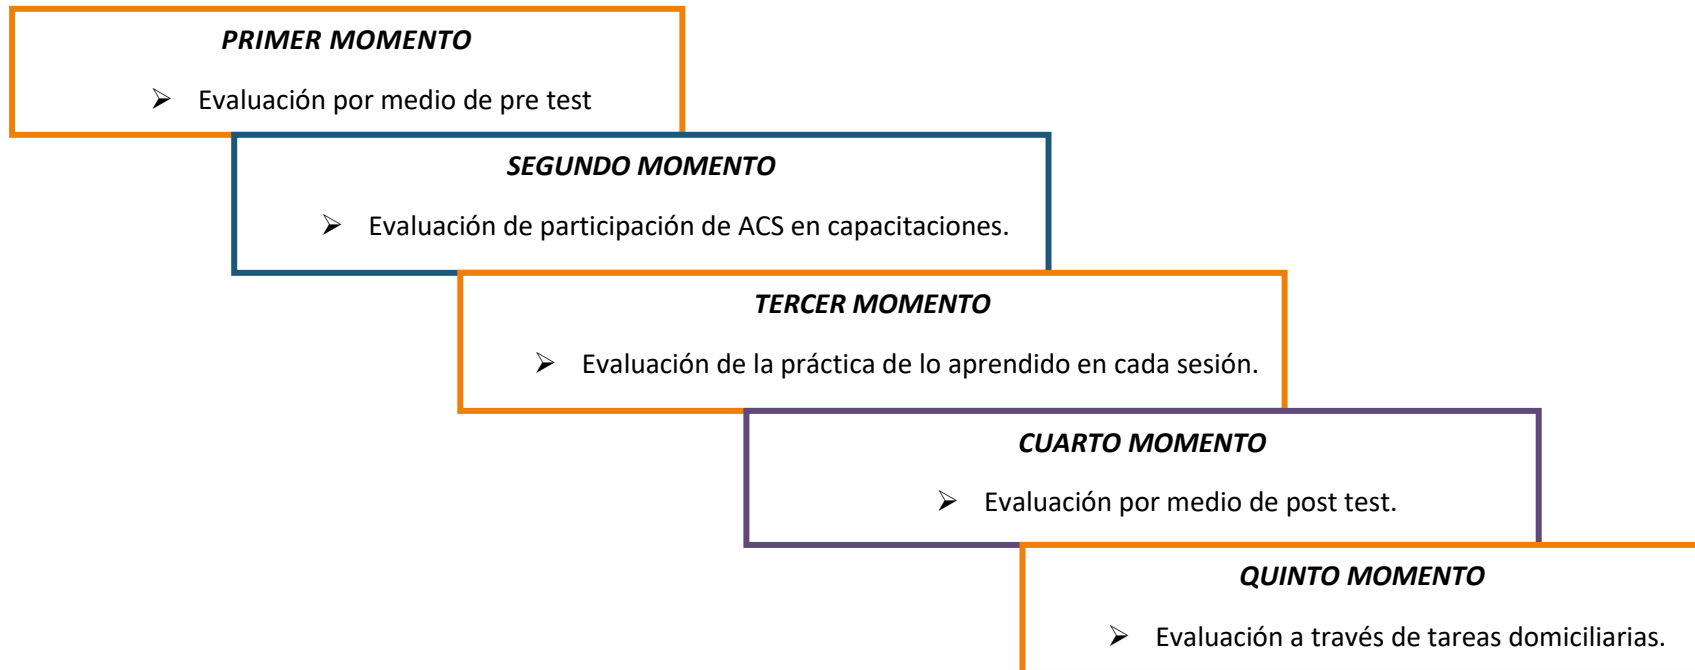 PRIMER MOMENTO
➢ Evaluación por medio de pre test
SEGUNDO MOMENTO
➢ Evaluación de participación de ACS en capacitaciones.
TERCER MOMENTO
➢ Evaluación de la práctica de lo aprendido en cada sesión.
CUARTO MOMENTO
➢ Evaluación por medio de post test.
QUINTO MOMENTO
➢ Evaluación a través de tareas domiciliarias.